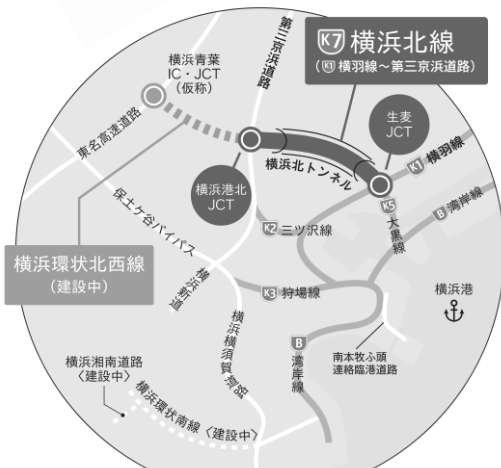 K7 横浜北線
(K1 横羽線～第三京浜道路)
第三京浜道路
横浜青葉
IC・JCT
(仮称)
東名高速道路
生麦
JCT
横浜北トンネル
K1 横羽線
横浜港北
JCT
K5 大黒線
B 湾岸線
保土ケ谷バイパス
K2 三ツ沢線
横浜環状北西線
(建設中)
横浜新道
K3 狩場線
横浜港
横浜横須賀道路
B 湾岸線
南本牧ふ頭
連絡臨港道路
横浜湘南道路
〈建設中〉
横浜環状南線〈建設中〉